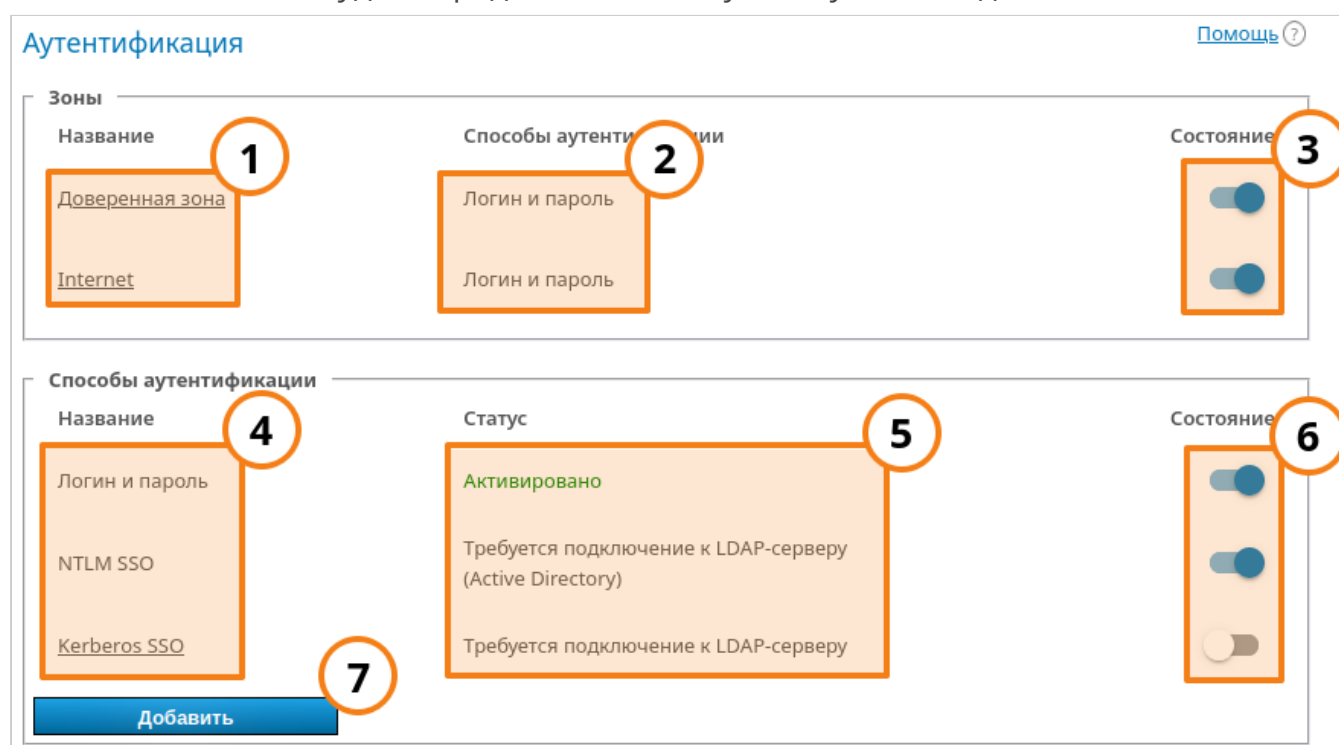 Аутентификация
Помощь ?
Зоны
Название Способы аутентификации Состояние
1 2 3
Доверенная зона Логин и пароль
Internet Логин и пароль
Способы аутентификации
Название Статус Состояние
4 5 6
Логин и пароль Активировано
NTLM SSO Требуется подключение к LDAP-серверу
(Active Directory)
Kerberos SSO Требуется подключение к LDAP-серверу
7
Добавить